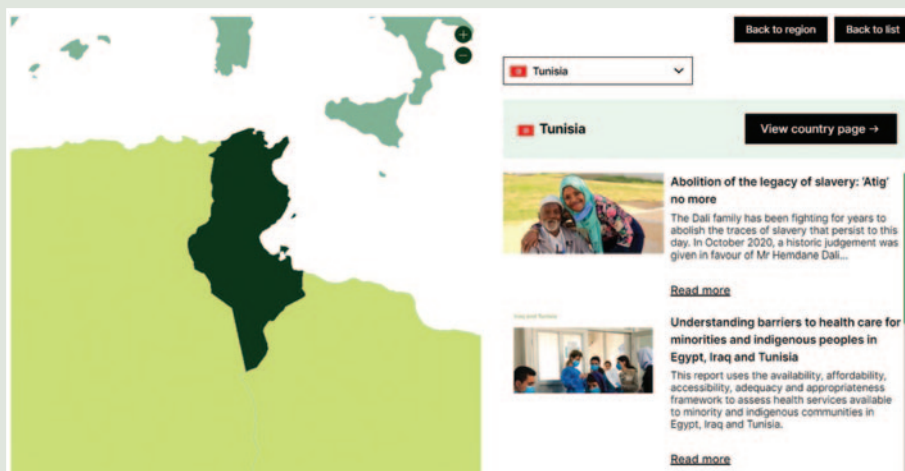 Back to region
Back to list
Tunisia
Tunisia
View country page →
Abolition of the legacy of slavery: ‘Atig’
no more
The Dali family has been fighting for years to
abolish the traces of slavery that persist to this
day. In October 2020, a historic judgement was
given in favour of Mr Hemdane Dali...
Read more
Iraq and Tunisia
Understanding barriers to health care for
minorities and indigenous peoples in
Egypt, Iraq and Tunisia
This report uses the availability, affordability,
accessibility, adequacy and appropriateness
framework to assess health services available
to minority and indigenous communities in
Egypt, Iraq and Tunisia.
Read more